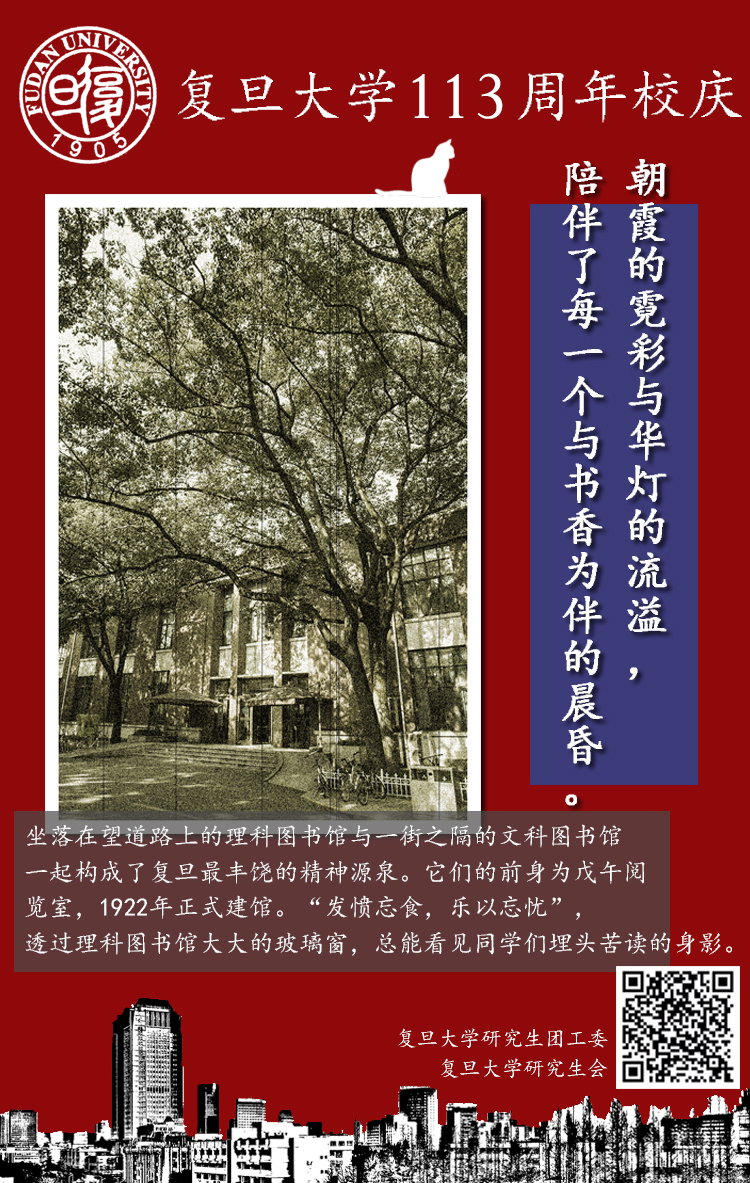 FUDAN UNIVERSITY
復旦
1905
复旦大学113周年校庆
朝霞的霓彩与华灯的流溢，
陪伴了每一个与书香为伴的晨昏。
坐落在望道路上的理科图书馆与一街之隔的文科图书馆
一起构成了复旦最丰饶的精神源泉。它们的前身为戊午阅
览室，1922年正式建馆。“发愤忘食，乐以忘忧”，
透过理科图书馆大大的玻璃窗，总能看见同学们埋头苦读的身影。
复旦大学研究生团工委
复旦大学研究生会